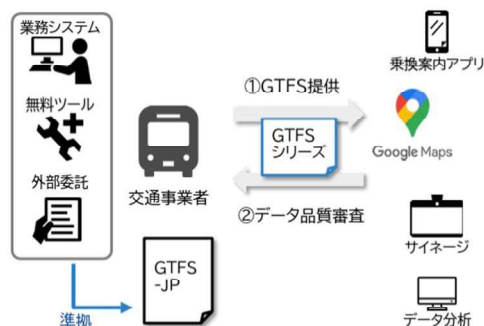 業務システム
無料ツール
外部委託
準拠
交通事業者
GTFS
-JP
①GTFS提供
GTFS
シリーズ
②データ品質審査
乗換案内アプリ
Google Maps
サイネージ
データ分析